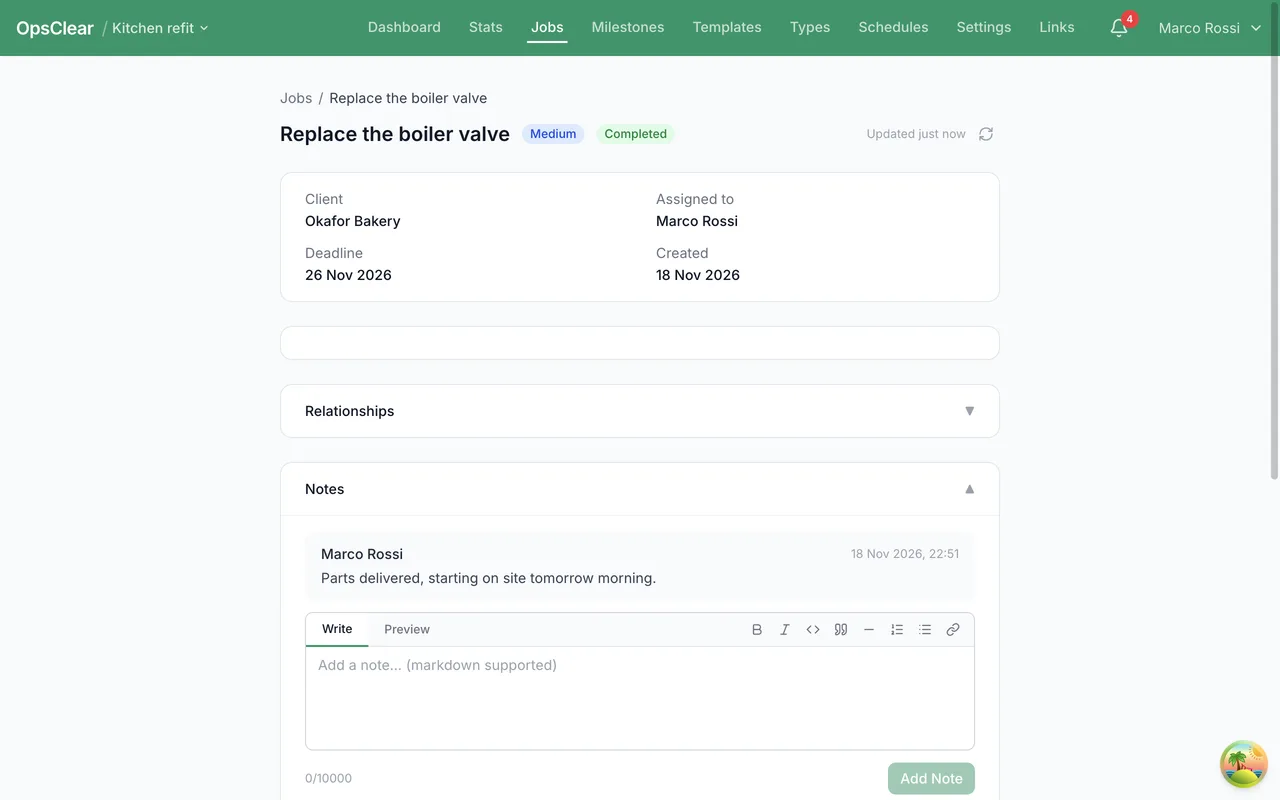 OpsClear / Kitchen refit
Dashboard Stats Jobs Milestones Templates Types Schedules Settings Links 4 Marco Rossi
Jobs / Replace the boiler valve
Replace the boiler valve Medium Completed Updated just now
Client Assigned to
Okafor Bakery Marco Rossi
Deadline Created
26 Nov 2026 18 Nov 2026
Relationships
Notes
Marco Rossi 18 Nov 2026, 22:51
Parts delivered, starting on site tomorrow morning.
Write Preview
Add a note... (markdown supported)
0/10000 Add Note